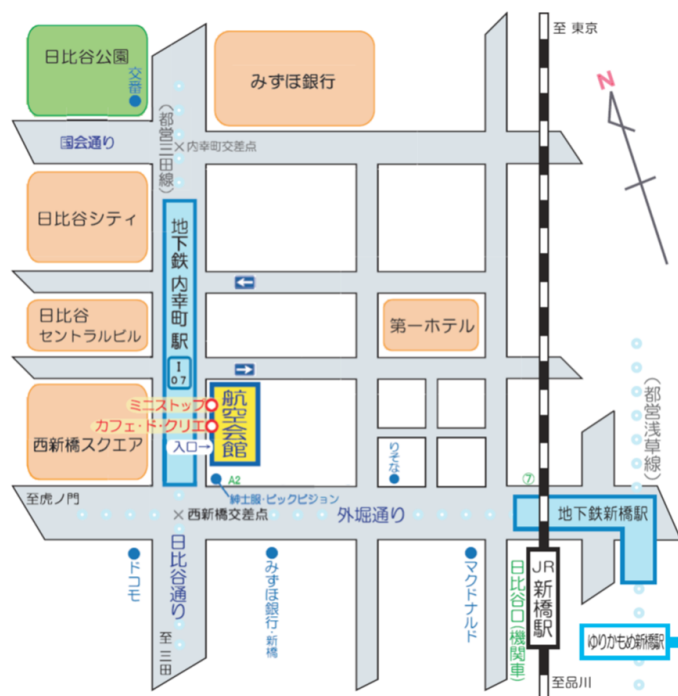 至 東京
日比谷公園
交番
みずほ銀行
N
国会通り
(都営三田線)
内幸町交差点
日比谷シティ
地下鉄 内幸町駅
I
07
日比谷
セントラルビル
第一ホテル
ミニストップ
カフェ・ド・クリエ
航空会館
入口→
西新橋スクエア
りそな
(都営浅草線)
A2
紳士服・ビックビジョン
⑦
至虎ノ門
西新橋交差点
外堀通り
地下鉄新橋駅
日比谷通り
ドコモ
みずほ銀行・新橋
マクドナルド
日比谷口(機関車)
JR
新橋駅
ゆりかもめ新橋駅
至 三田
至品川